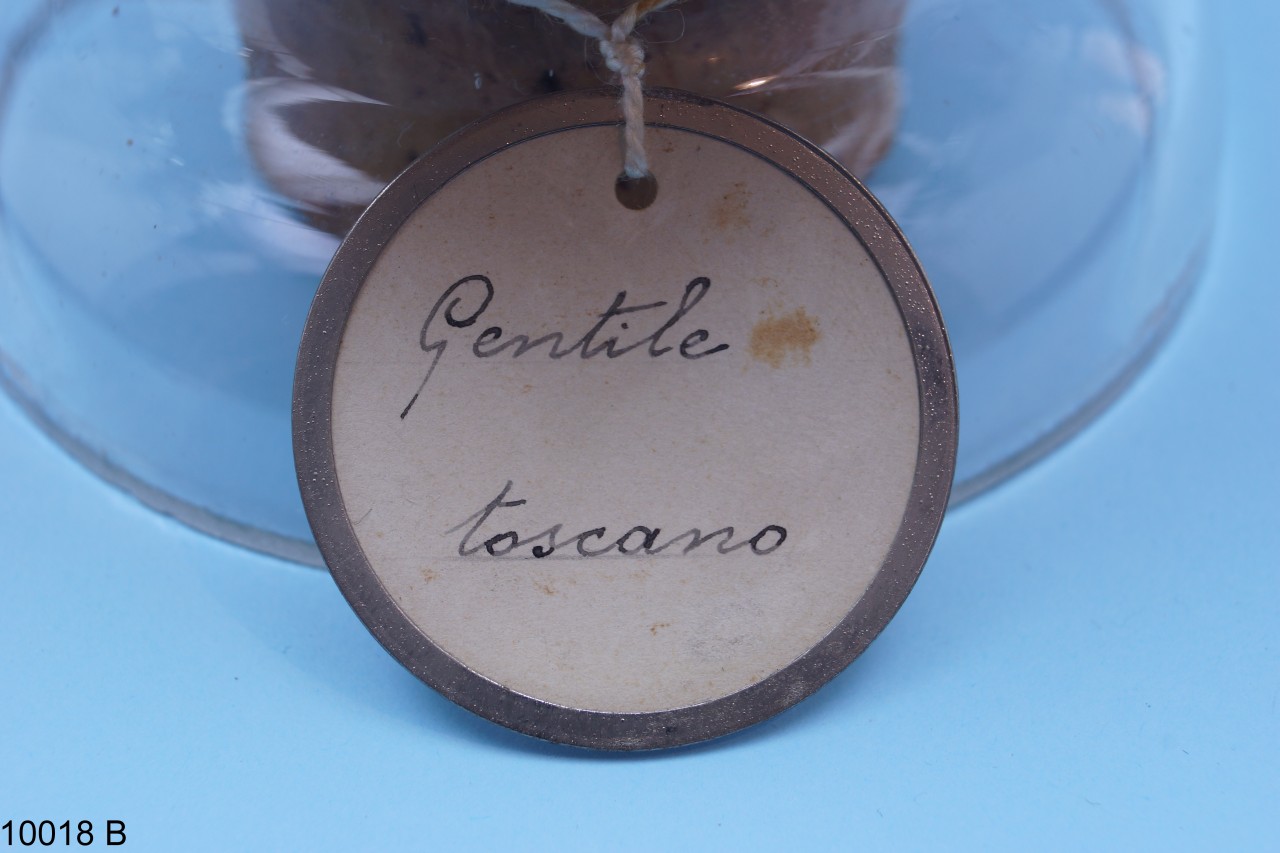 Gentile
toscano
10018 B